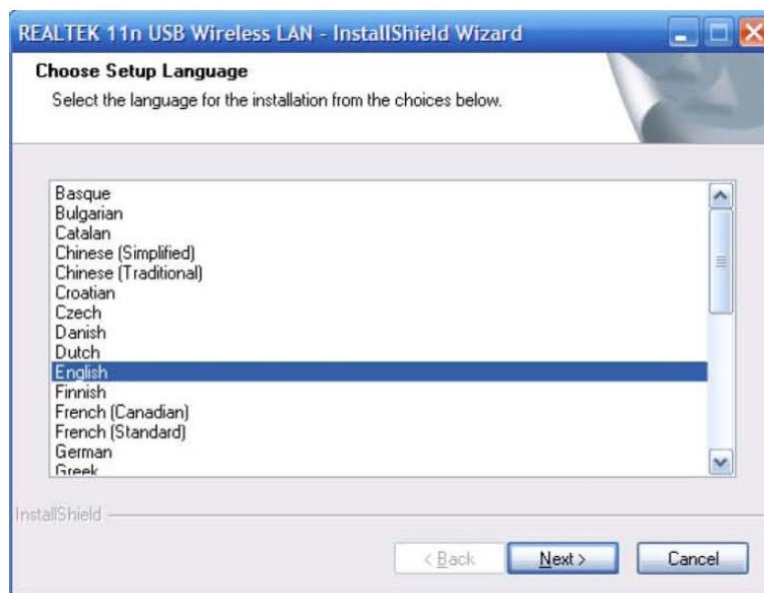 REALTEK 11n USB Wireless LAN - InstallShield Wizard
Choose Setup Language
Select the language for the installation from the choices below.
Basque
Bulgarian
Catalan
Chinese (Simplified)
Chinese (Traditional)
Croatian
Czech
Danish
Dutch
English
Finnish
French (Canadian)
French (Standard)
German
Greek
InstallShield
< Back Next > Cancel